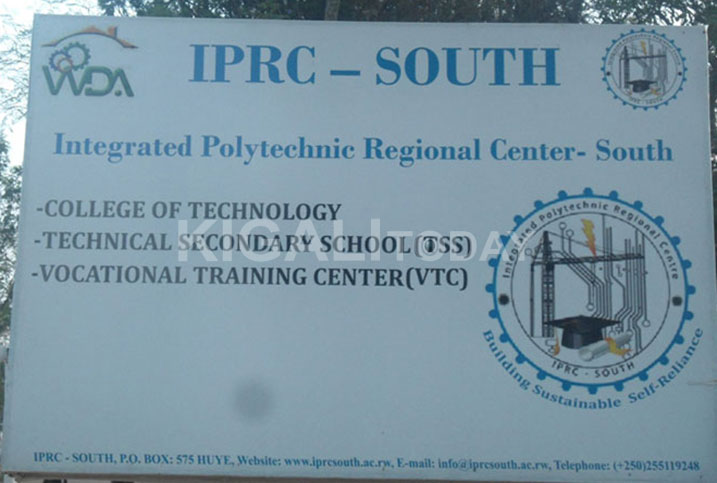 WDA
IPRC – SOUTH
Integrated Polytechnic Regional Center- South
-COLLEGE OF TECHNOLOGY
-TECHNICAL SECONDARY SCHOOL (TSS)
-VOCATIONAL TRAINING CENTER(VTC)
KIGALI TODAY
Integrated Polytechnic Regional Centre
IPRC - SOUTH
Building Sustainable Self-Reliance
IPRC - SOUTH, P.O. BOX: 575 HUYE, Website: www.iprcsouth.ac.rw, E-mail: info@iprcsouth.ac.rw, Telephone: (+250)255119248